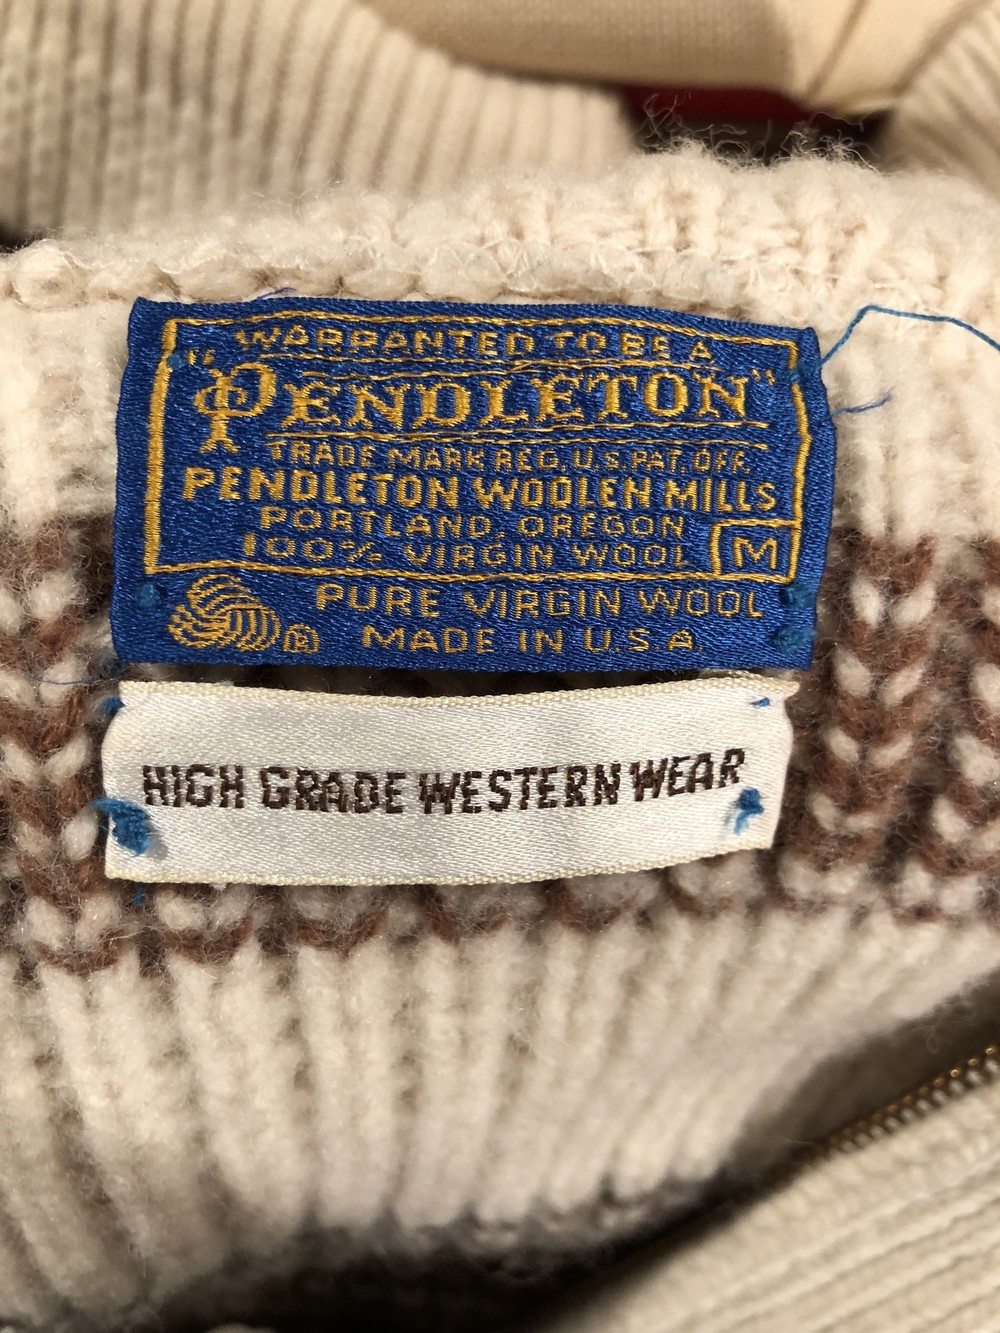 WARRANTED TO BE A
"PENDLETON"
TRADE MARK REG. U.S. PAT. OFF.
PENDLETON WOOLEN MILLS
PORTLAND, OREGON
100% VIRGIN WOOL M
PURE VIRGIN WOOL
® MADE IN U.S.A.
HIGH GRADE WESTERN WEAR